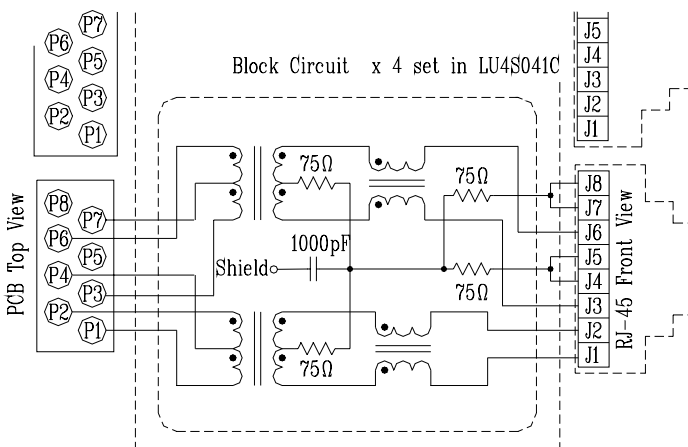 P7
P6
P5
P4
P3
P2
P1
J5
J4
J3
J2
J1
Block Circuit x 4 set in LU4S041C
PCB Top View
P8
P7
P6
P5
P4
P3
P2
P1
75Ω
75Ω
1000pF
Shield
75Ω
75Ω
J8
J7
J6
J5
J4
J3
J2
J1
RJ-45 Front View